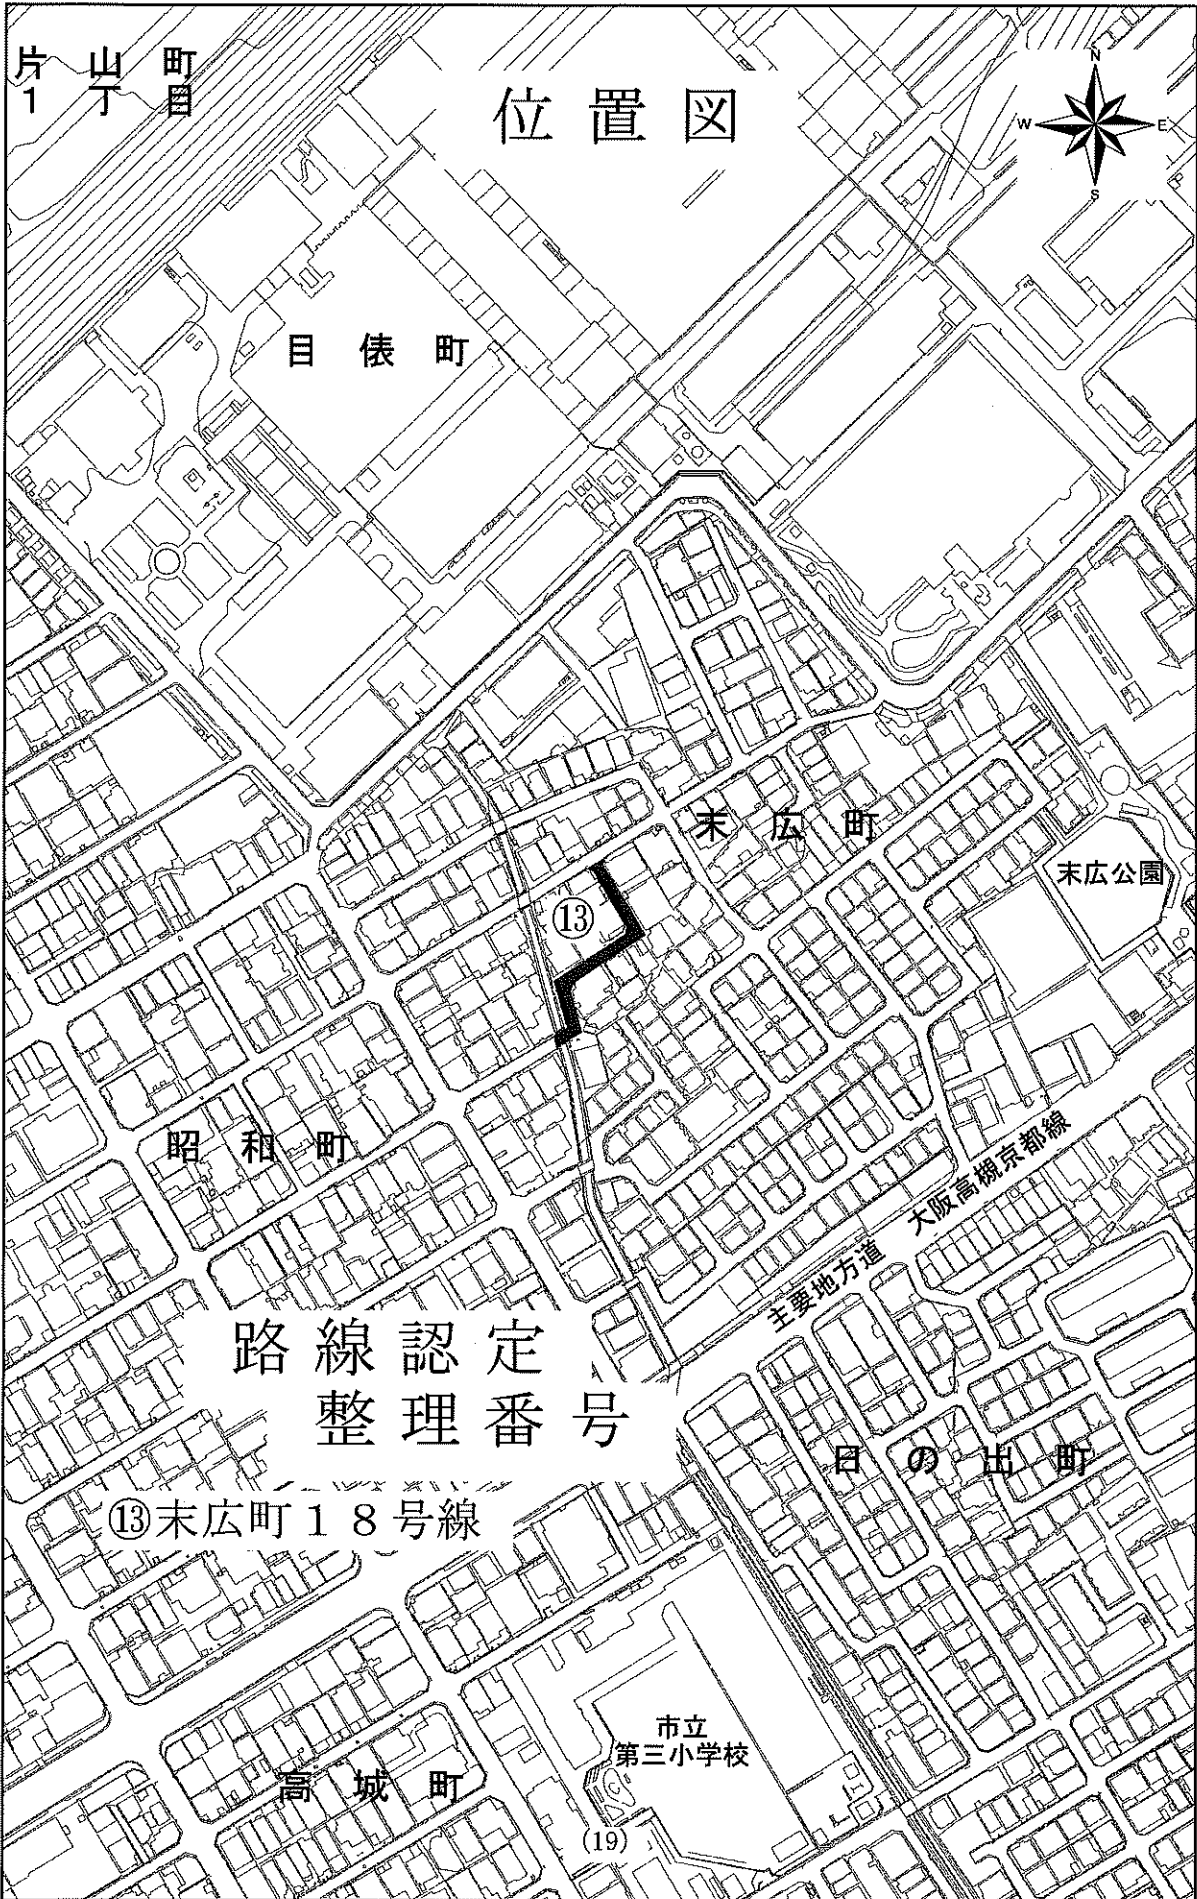 片山町
1丁目
位置図
N
W
E
S
目俵町
末広町
末広公園
⑬
昭和町
主要地方道 大阪高槻京都線
路線認定
整理番号
日の出町
⑬末広町18号線
市立
第三小学校
高城町
(19)